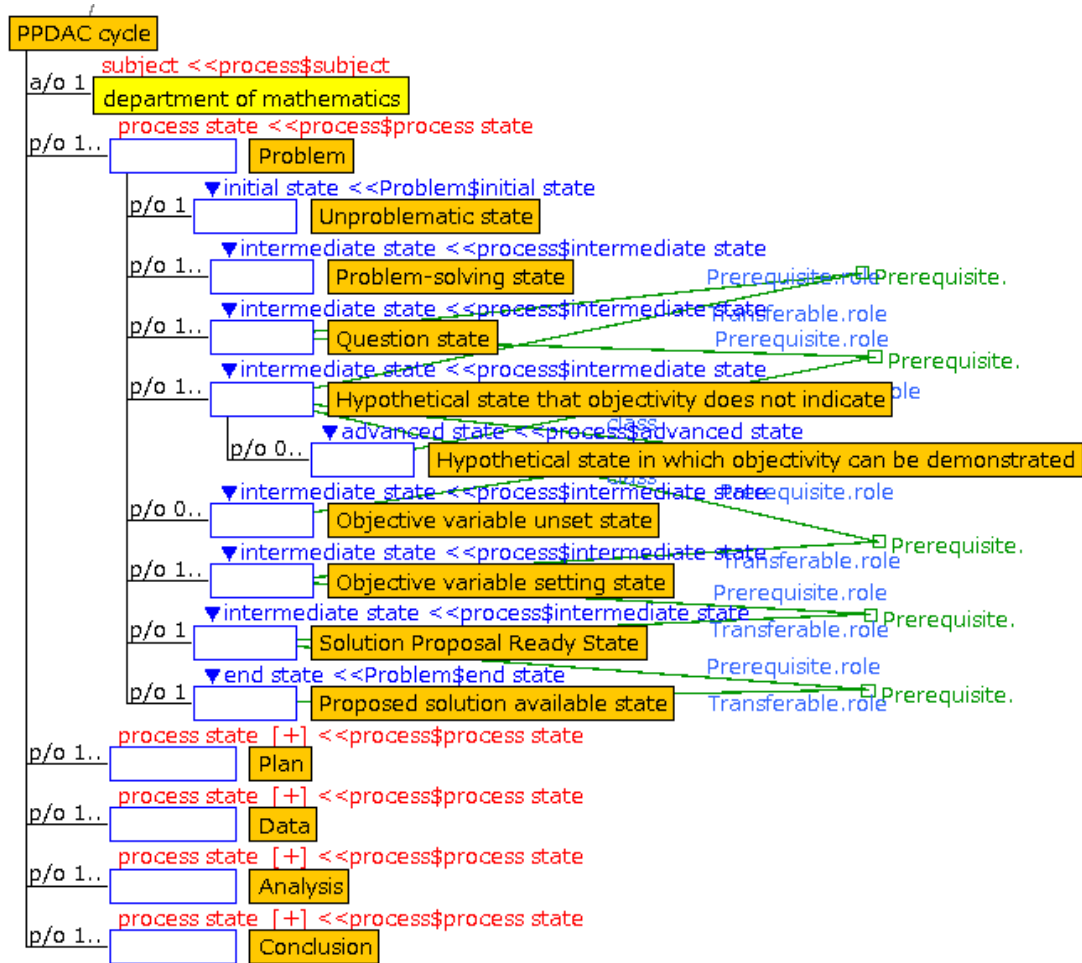 PPDAC cycle
subject <<process$subject
a/o 1 department of mathematics
process state <<process$process state
p/o 1.. Problem
▼initial state <<Problem$initial state
p/o 1 Unproblematic state
▼intermediate state <<process$intermediate state
p/o 1.. Problem-solving state Prerequisite.role Prerequisite.
▼intermediate state <<process$intermediate state Transferable.role
p/o 1.. Question state Prerequisite.role
Prerequisite.
▼intermediate state <<process$intermediate state
p/o 1.. Hypothetical state that objectivity does not indicate ole
class
▼advanced state <<process$advanced state
p/o 0.. Hypothetical state in which objectivity can be demonstrated
class
▼intermediate state <<process$intermediate state Prerequisite.role
p/o 0.. Objective variable unset state
Prerequisite.
▼intermediate state <<process$intermediate state Transferable.role
p/o 1.. Objective variable setting state Prerequisite.role
▼intermediate state <<process$intermediate state Prerequisite.
p/o 1 Solution Proposal Ready State Transferable.role
▼end state <<Problem$end state Prerequisite.role
p/o 1 Proposed solution available state Transferable.role Prerequisite.
process state [+] <<process$process state
p/o 1.. Plan
process state [+] <<process$process state
p/o 1.. Data
process state [+] <<process$process state
p/o 1.. Analysis
process state [+] <<process$process state
p/o 1.. Conclusion